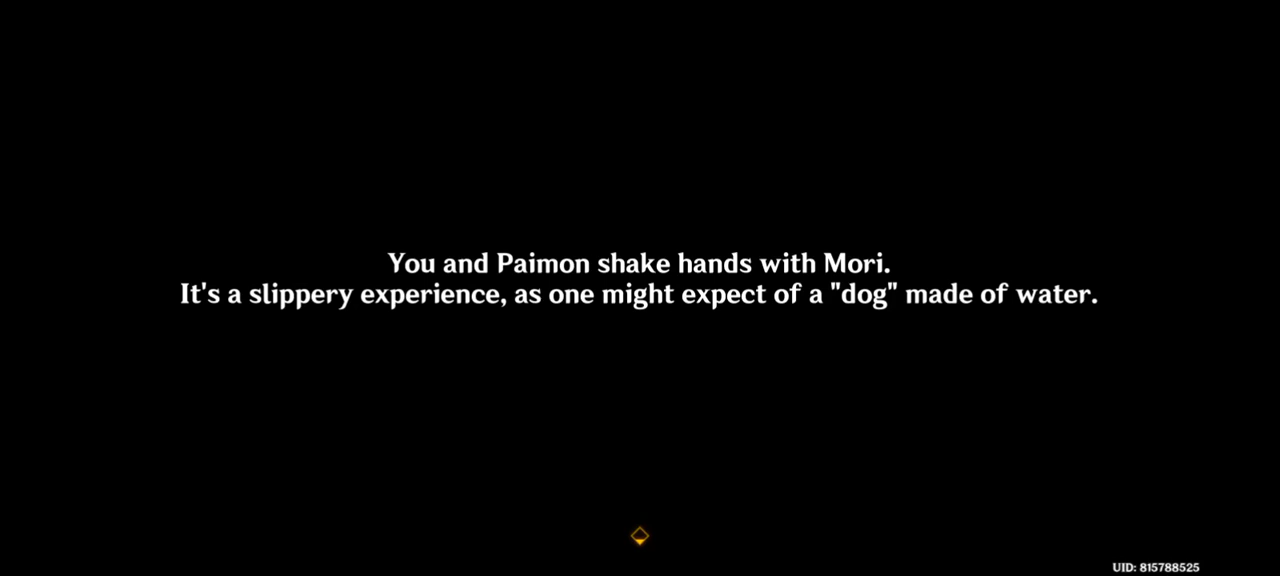 You and Paimon shake hands with Mori.
It's a slippery experience, as one might expect of a "dog" made of water.
UID: 815788525